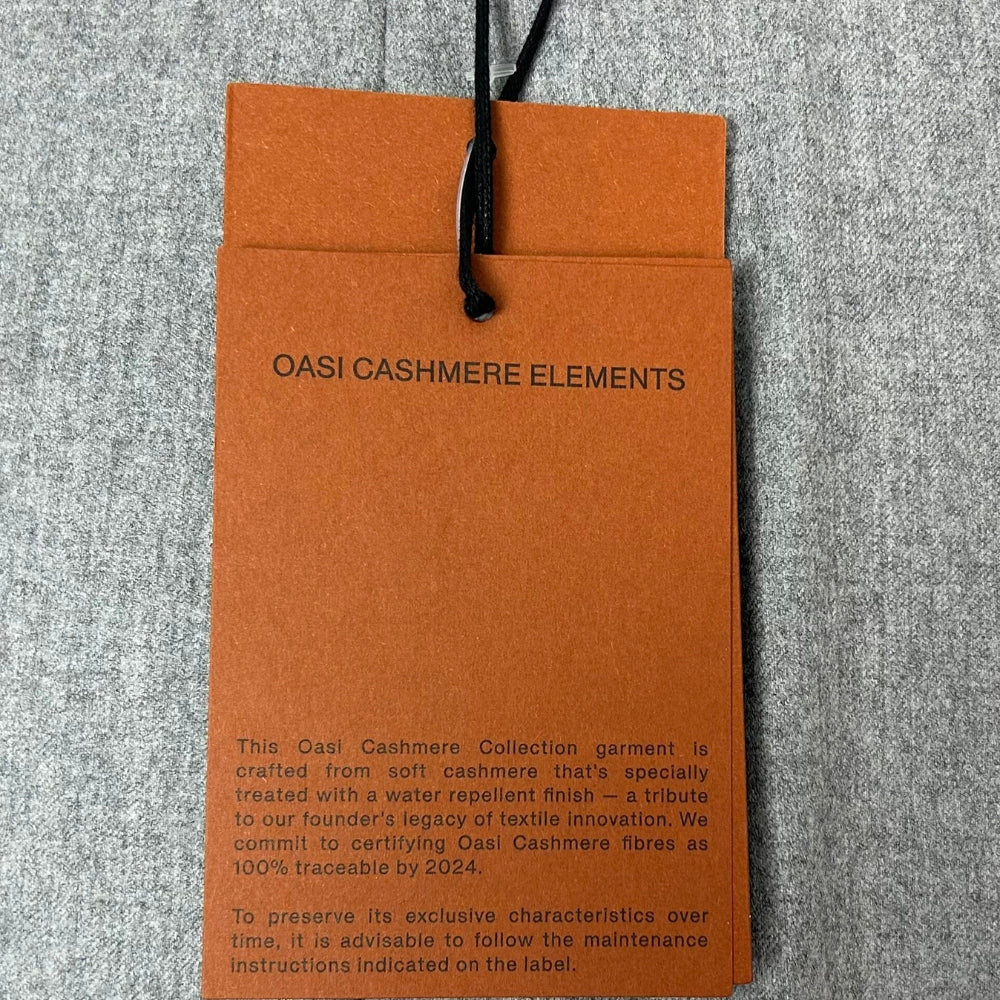 OASI CASHMERE ELEMENTS
This Oasi Cashmere Collection garment is
crafted from soft cashmere that's specially
treated with a water repellent finish — a tribute
to our founder's legacy of textile innovation. We
commit to certifying Oasi Cashmere fibres as
100% traceable by 2024.
To preserve its exclusive characteristics over
time, it is advisable to follow the maintenance
instructions indicated on the label.